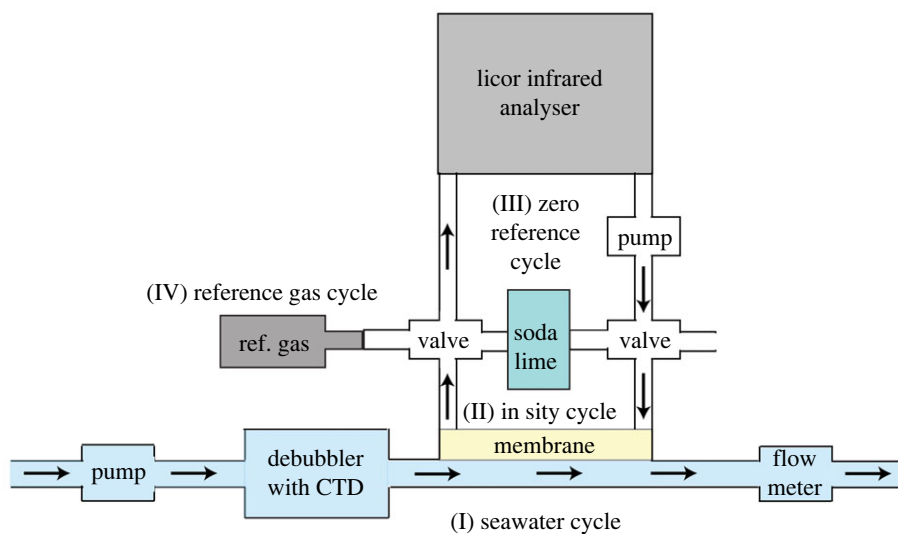 licor infrared
analyser
(III) zero
reference
cycle
pump
(IV) reference gas cycle
ref. gas
valve
soda
lime
valve
(II) in sity cycle
membrane
pump
debubbler
with CTD
flow
meter
(I) seawater cycle